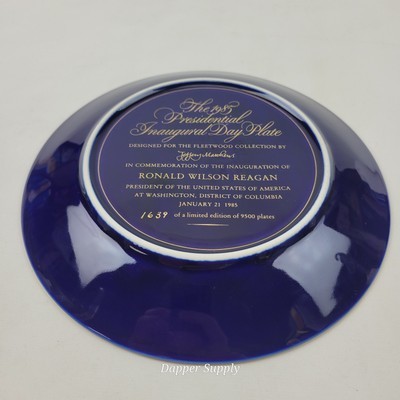 The 1985
Presidential
Inaugural Day Plate
DESIGNED FOR THE FLEETWOOD COLLECTION BY
Jeffrey Matthews
IN COMMEMORATION OF THE INAUGURATION OF
RONALD WILSON REAGAN
PRESIDENT OF THE UNITED STATES OF AMERICA
AT WASHINGTON, DISTRICT OF COLUMBIA
JANUARY 21 1985
1639 of a limited edition of 9500 plates
Dapper Supply